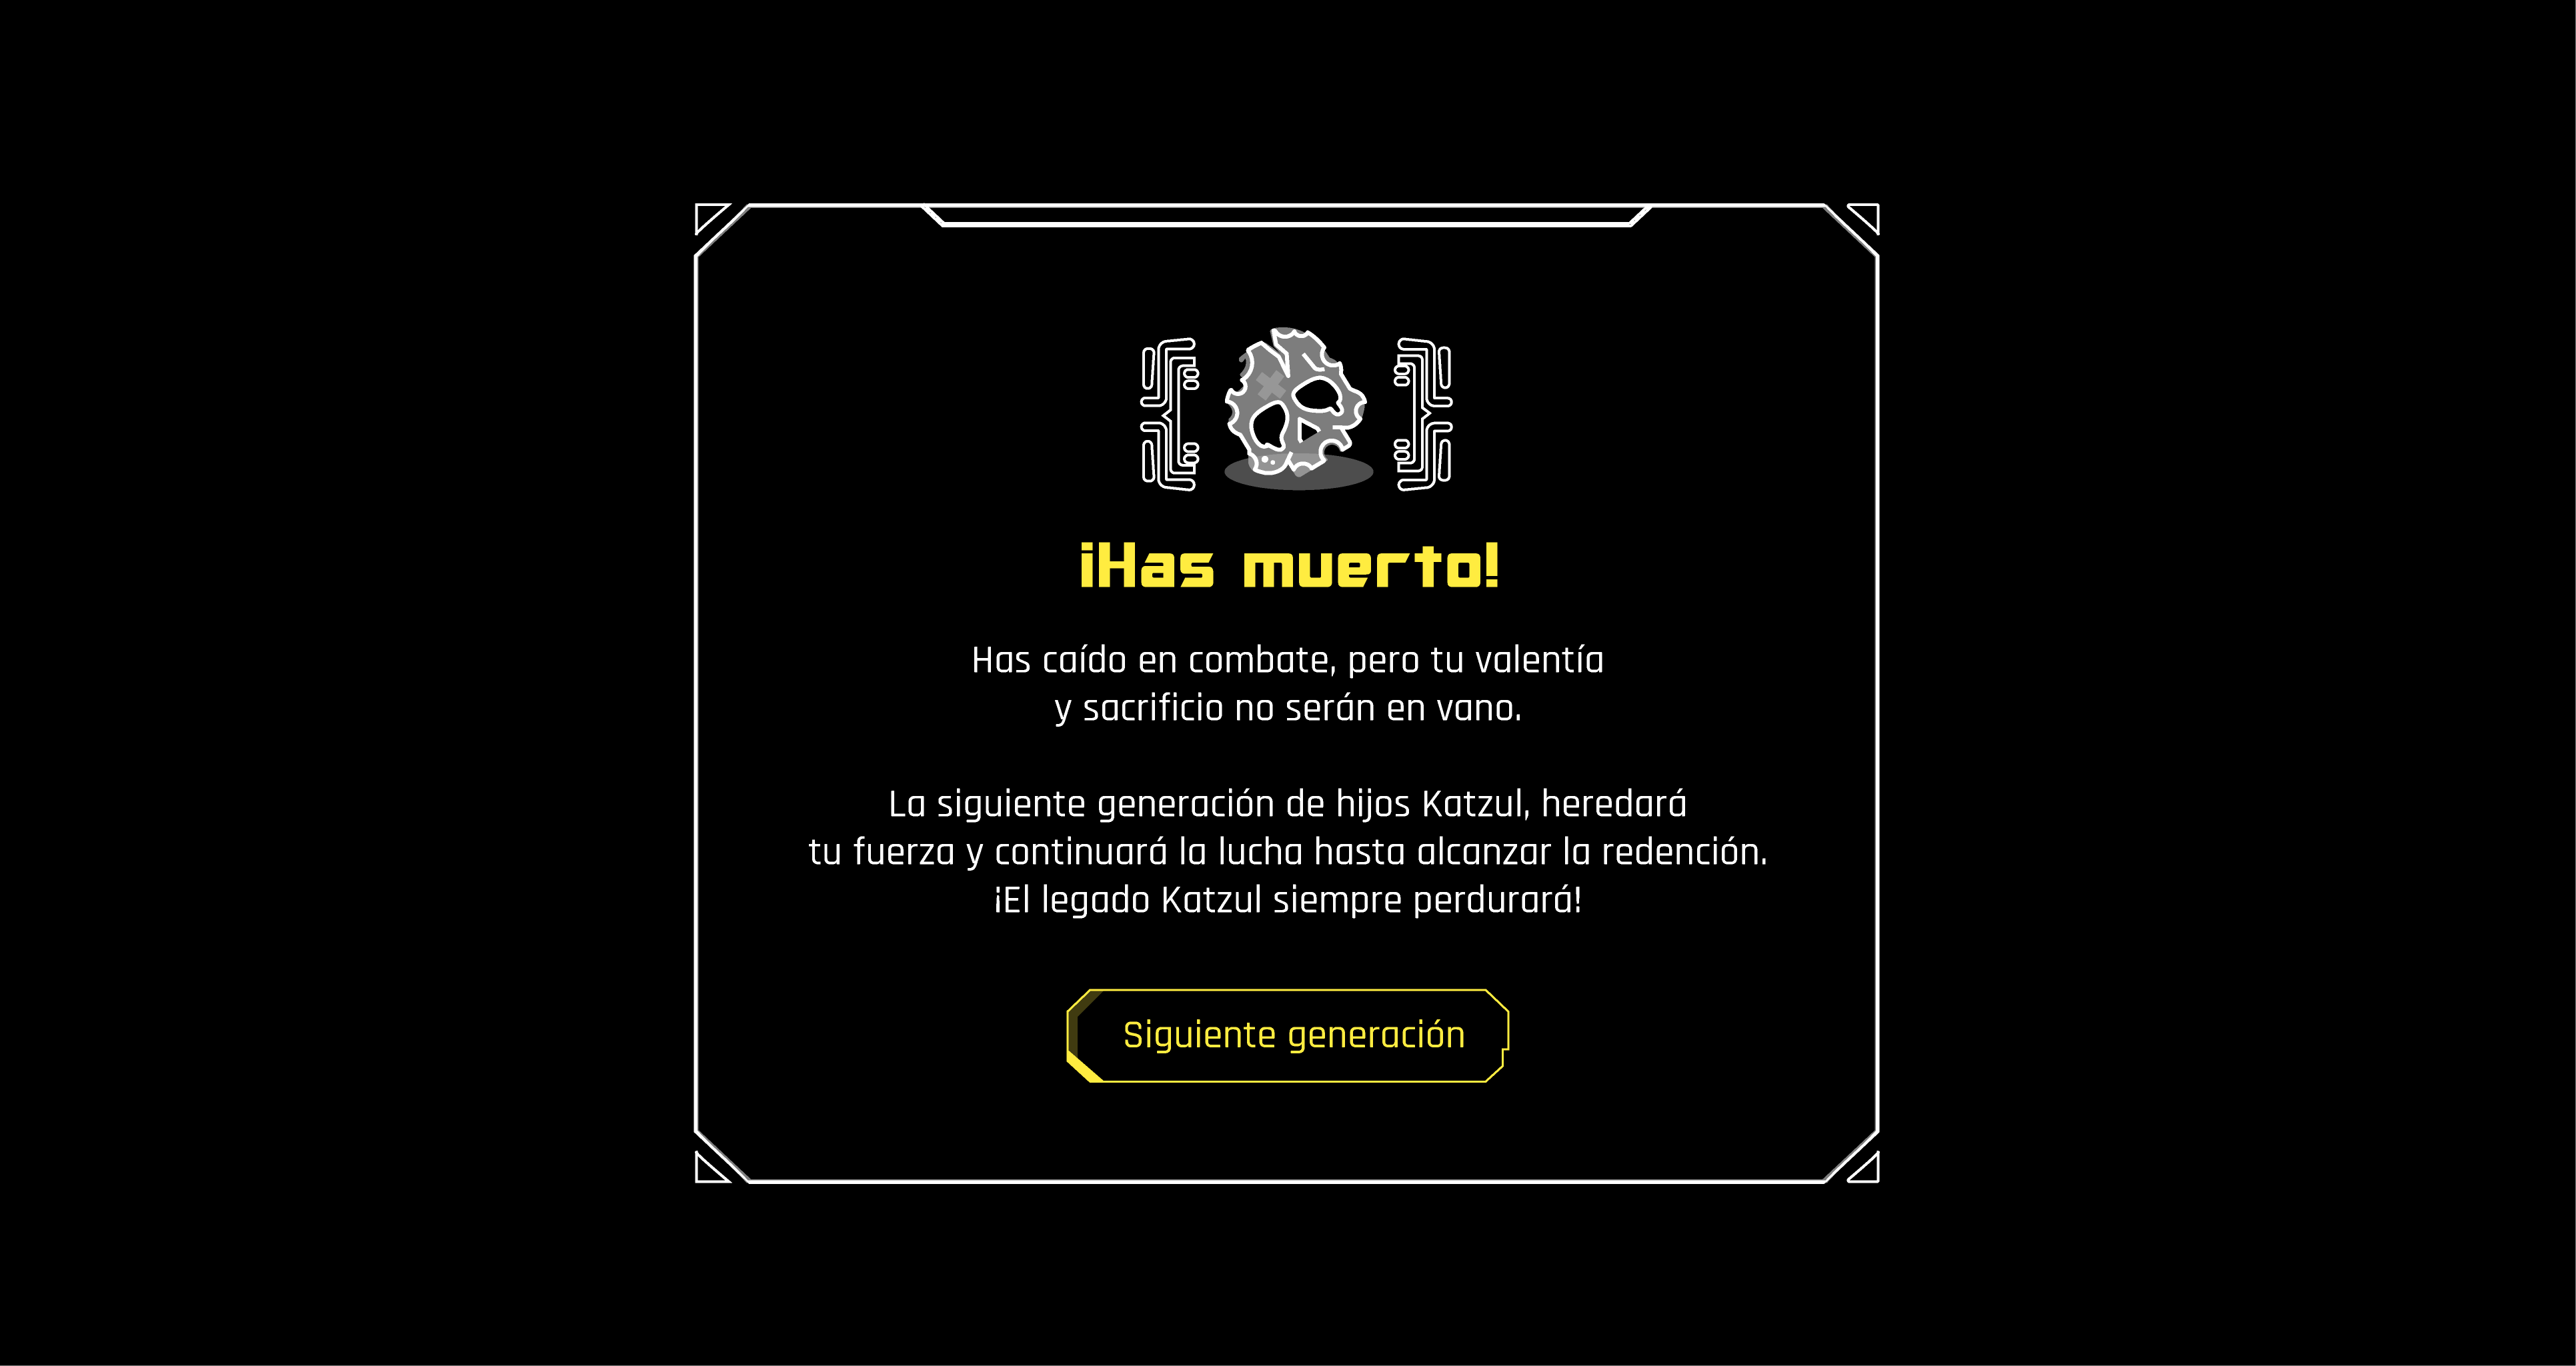 ¡Has muerto!
Has caído en combate, pero tu valentía
y sacrificio no serán en vano.
La siguiente generación de hijos Katzul, heredará
tu fuerza y continuará la lucha hasta alcanzar la redención.
¡El legado Katzul siempre perdurará!
Siguiente generación